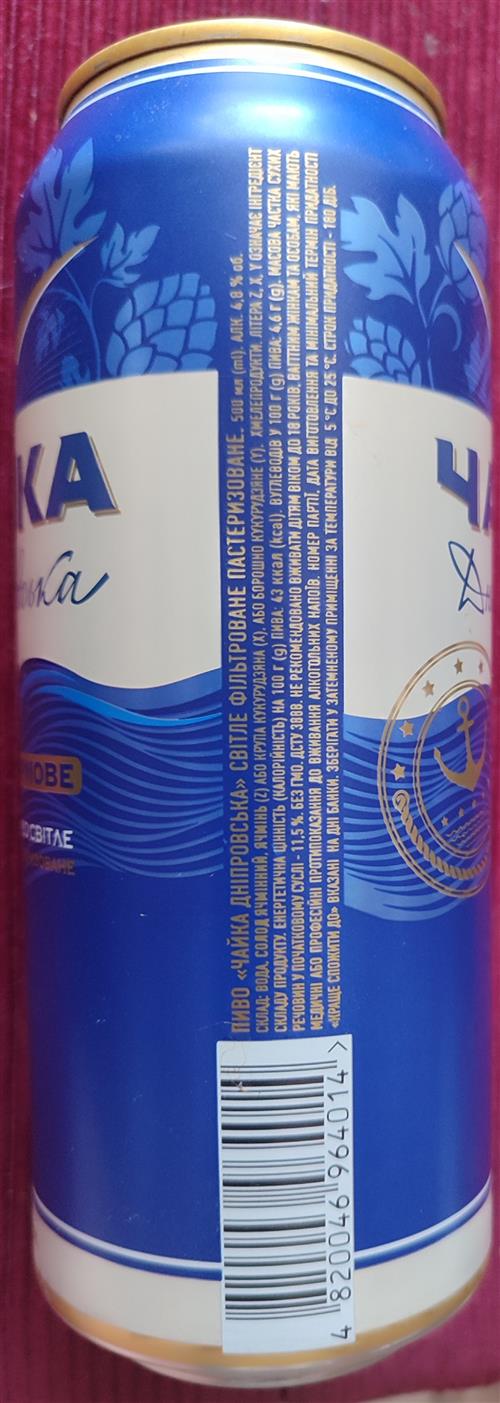 ПИВО «ЧАЙКА ДНІПРОВСЬКА» СВІТЛЕ ФІЛЬТРОВАНЕ ПАСТЕРИЗОВАНЕ. 500 мл (ml). АЛК. 4,8 % об.
СКЛАД: ВОДА, СОЛОД ЯЧМІННИЙ, ЯЧМІНЬ (Z) АБО КРУПА КУКУРУДЗЯНА (X), АБО БОРОШНО КУКУРУДЗЯНЕ (Y), ХМЕЛЕПРОДУКТИ. ЛІТЕРА Z, X, Y ОЗНАЧАЄ ІНГРЕДІЄНТ
СКЛАДУ ПРОДУКТУ. ЕНЕРГЕТИЧНА ЦІННІСТЬ (КАЛОРІЙНІСТЬ) НА 100 г (g) ПИВА: 43 ккал (kcal). ВУГЛЕВОДІВ У 100 г (g) ПИВА: 4,6 г (g). МАСОВА ЧАСТКА СУХИХ
РЕЧОВИН У ПОЧАТКОВОМУ СУСЛІ - 11,5 %. БЕЗ ГМО. ДСТУ 3888. НЕ РЕКОМЕНДОВАНО ВЖИВАТИ ДІТЯМ ВІКОМ ДО 18 РОКІВ, ВАГІТНИМ ЖІНКАМ ТА ОСОБАМ, ЯКІ МАЮТЬ
МЕДИЧНІ АБО ПРОФЕСІЙНІ ПРОТИПОКАЗАННЯ ДО ВЖИВАННЯ АЛКОГОЛЬНИХ НАПОЇВ. НОМЕР ПАРТІЇ, ДАТА ВИГОТОВЛЕННЯ ТА МІНІМАЛЬНИЙ ТЕРМІН ПРИДАТНОСТІ
«КРАЩЕ СПОЖИТИ ДО» ВКАЗАНІ НА ДНІ БАНКИ. ЗБЕРІГАТИ У ЗАТЕМНЕНОМУ ПРИМІЩЕННІ ЗА ТЕМПЕРАТУРИ ВІД 5 °C ДО 25 °C. СТРОК ПРИДАТНОСТІ - 180 ДІБ.
4 820046 964014 >
КА
ька
МОВЕ
СВІТЛЕ
ЧА
Д